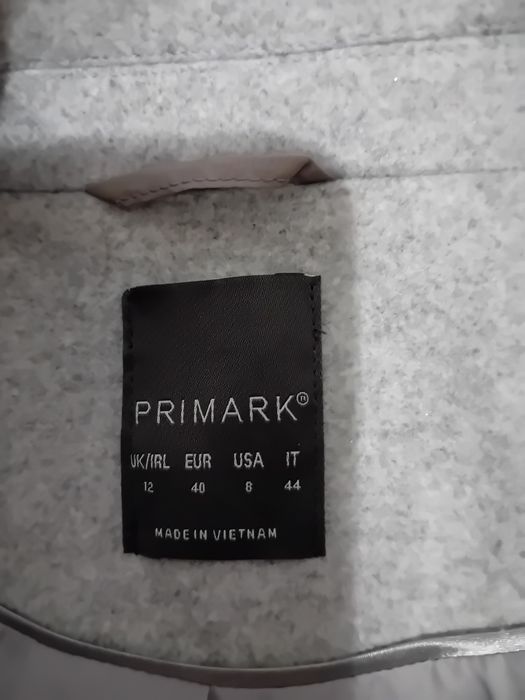 PRIMARK®
UK/IRL EUR USA IT
12 40 8 44
MADE IN VIETNAM